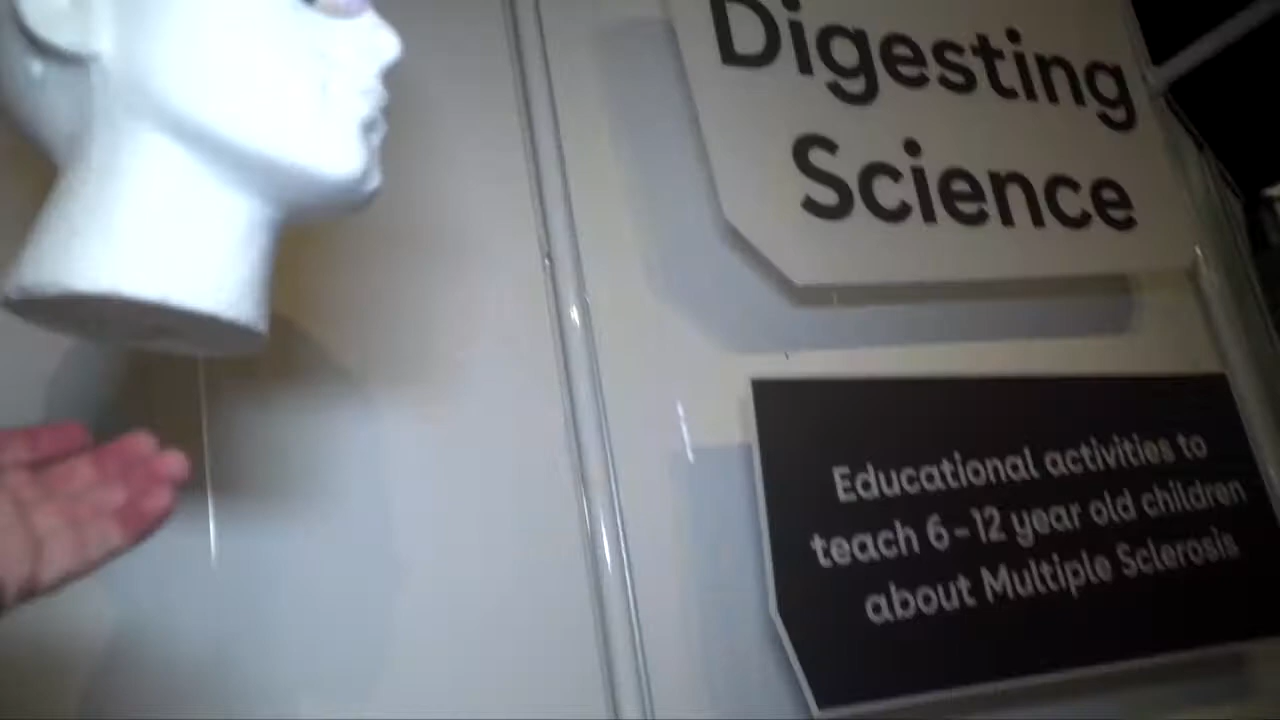 Digesting
Science
Educational activities to
teach 6-12 year old children
about Multiple Sclerosis